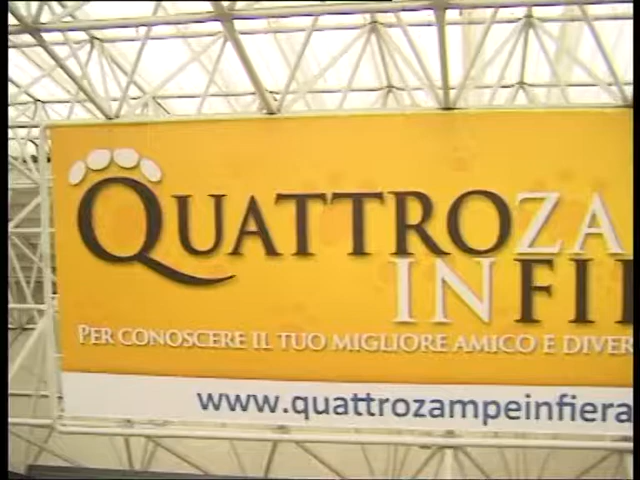 QUATTROZA
INFI
PER CONOSCERE IL TUO MIGLIORE AMICO E DIVER
www.quattrozampeinfiera